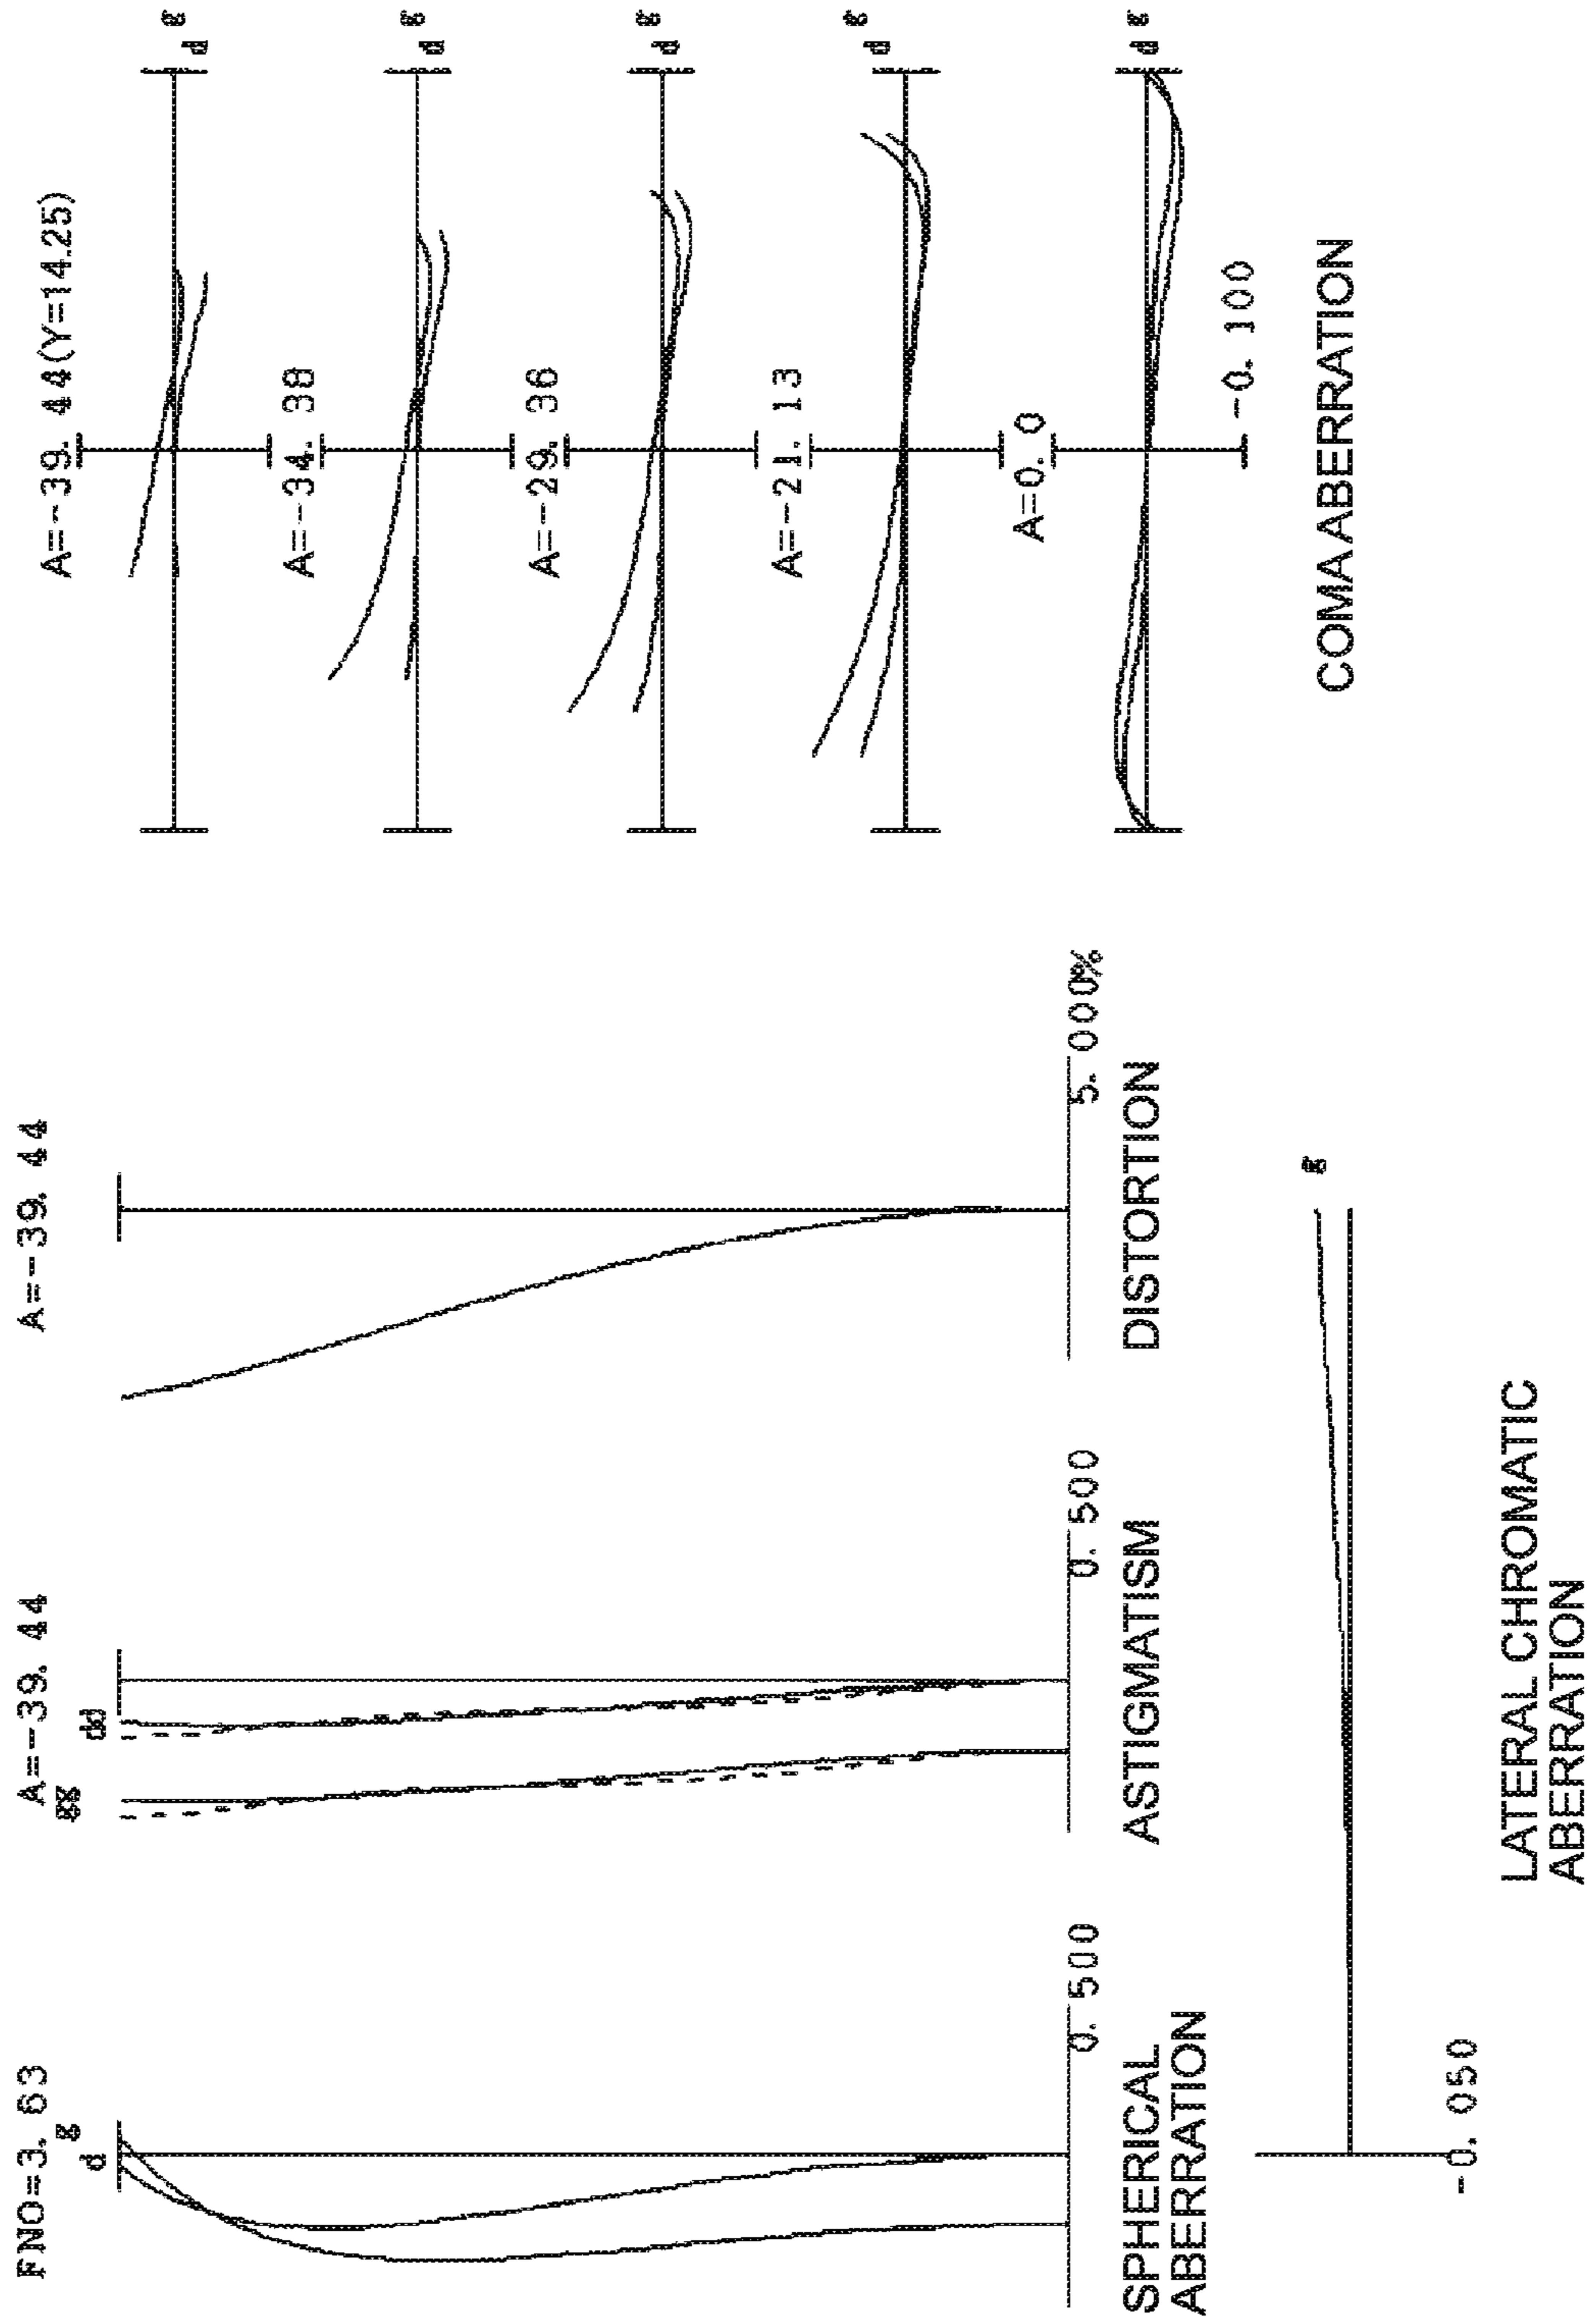 FNO=3. 63
d
g
0. 500
SPHERICAL
ABERRATION
A=-39. 44
gg
dd
0. 500
ASTIGMATISM
A=-39. 44
5. 000%
DISTORTION
g
-0. 050
LATERAL CHROMATIC
ABERRATION
A=-39. 44(Y=14.25)
g
d
A=-34. 38
g
d
A=-29. 36
g
d
A=-21. 13
g
d
A=0. 0
d g
-0. 100
COMA ABERRATION